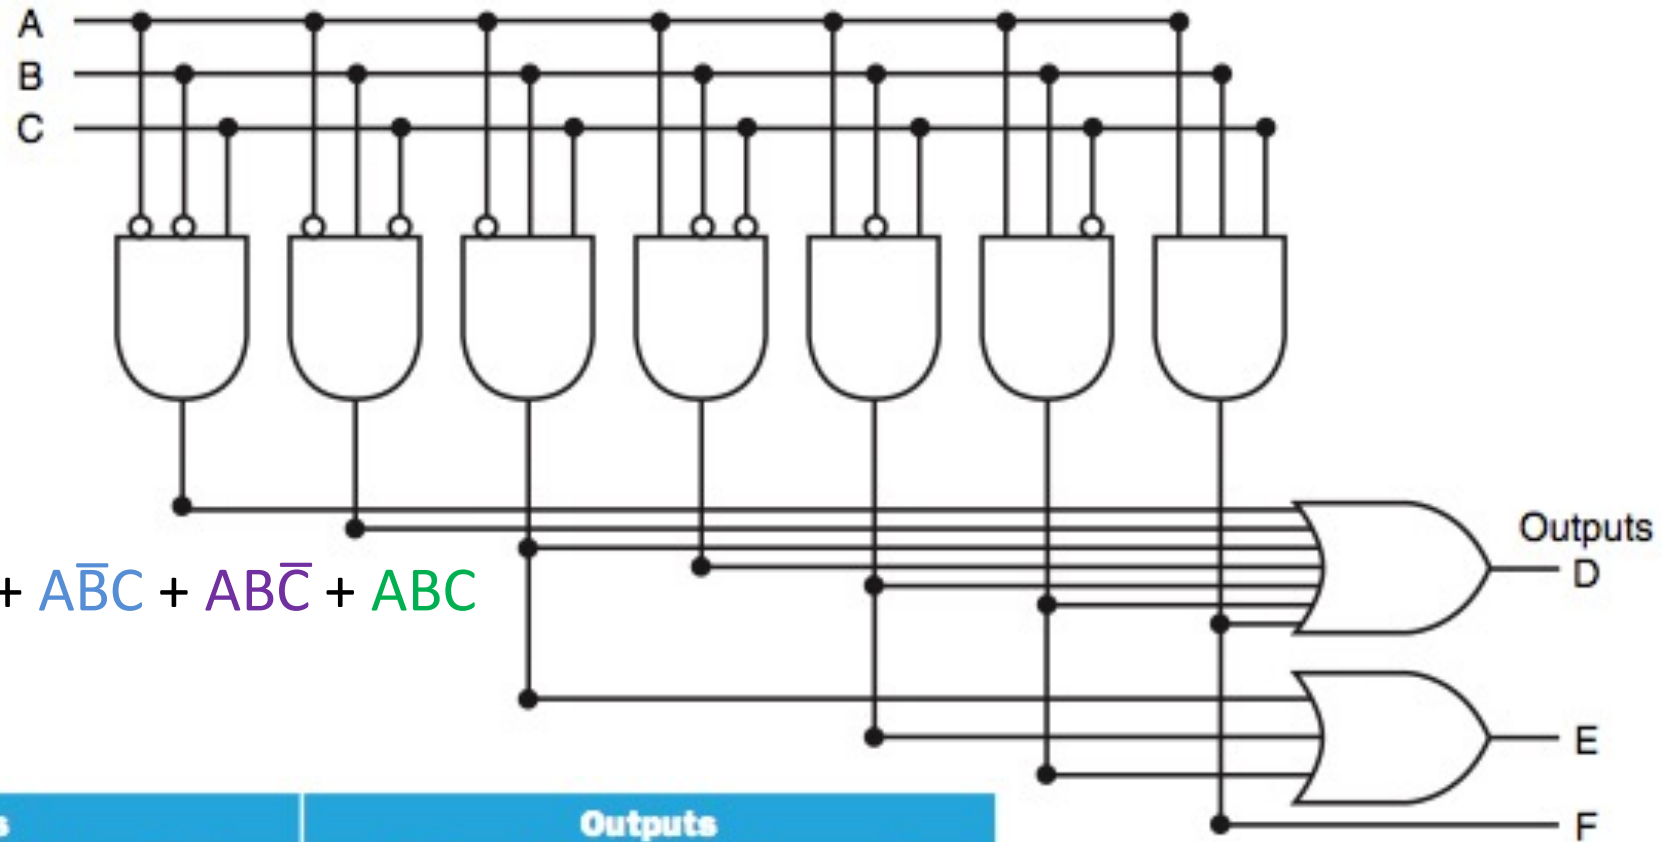 A
B
C
Outputs
D
+ AB̅C + ABC̅ + ABC
E
s
Outputs
F